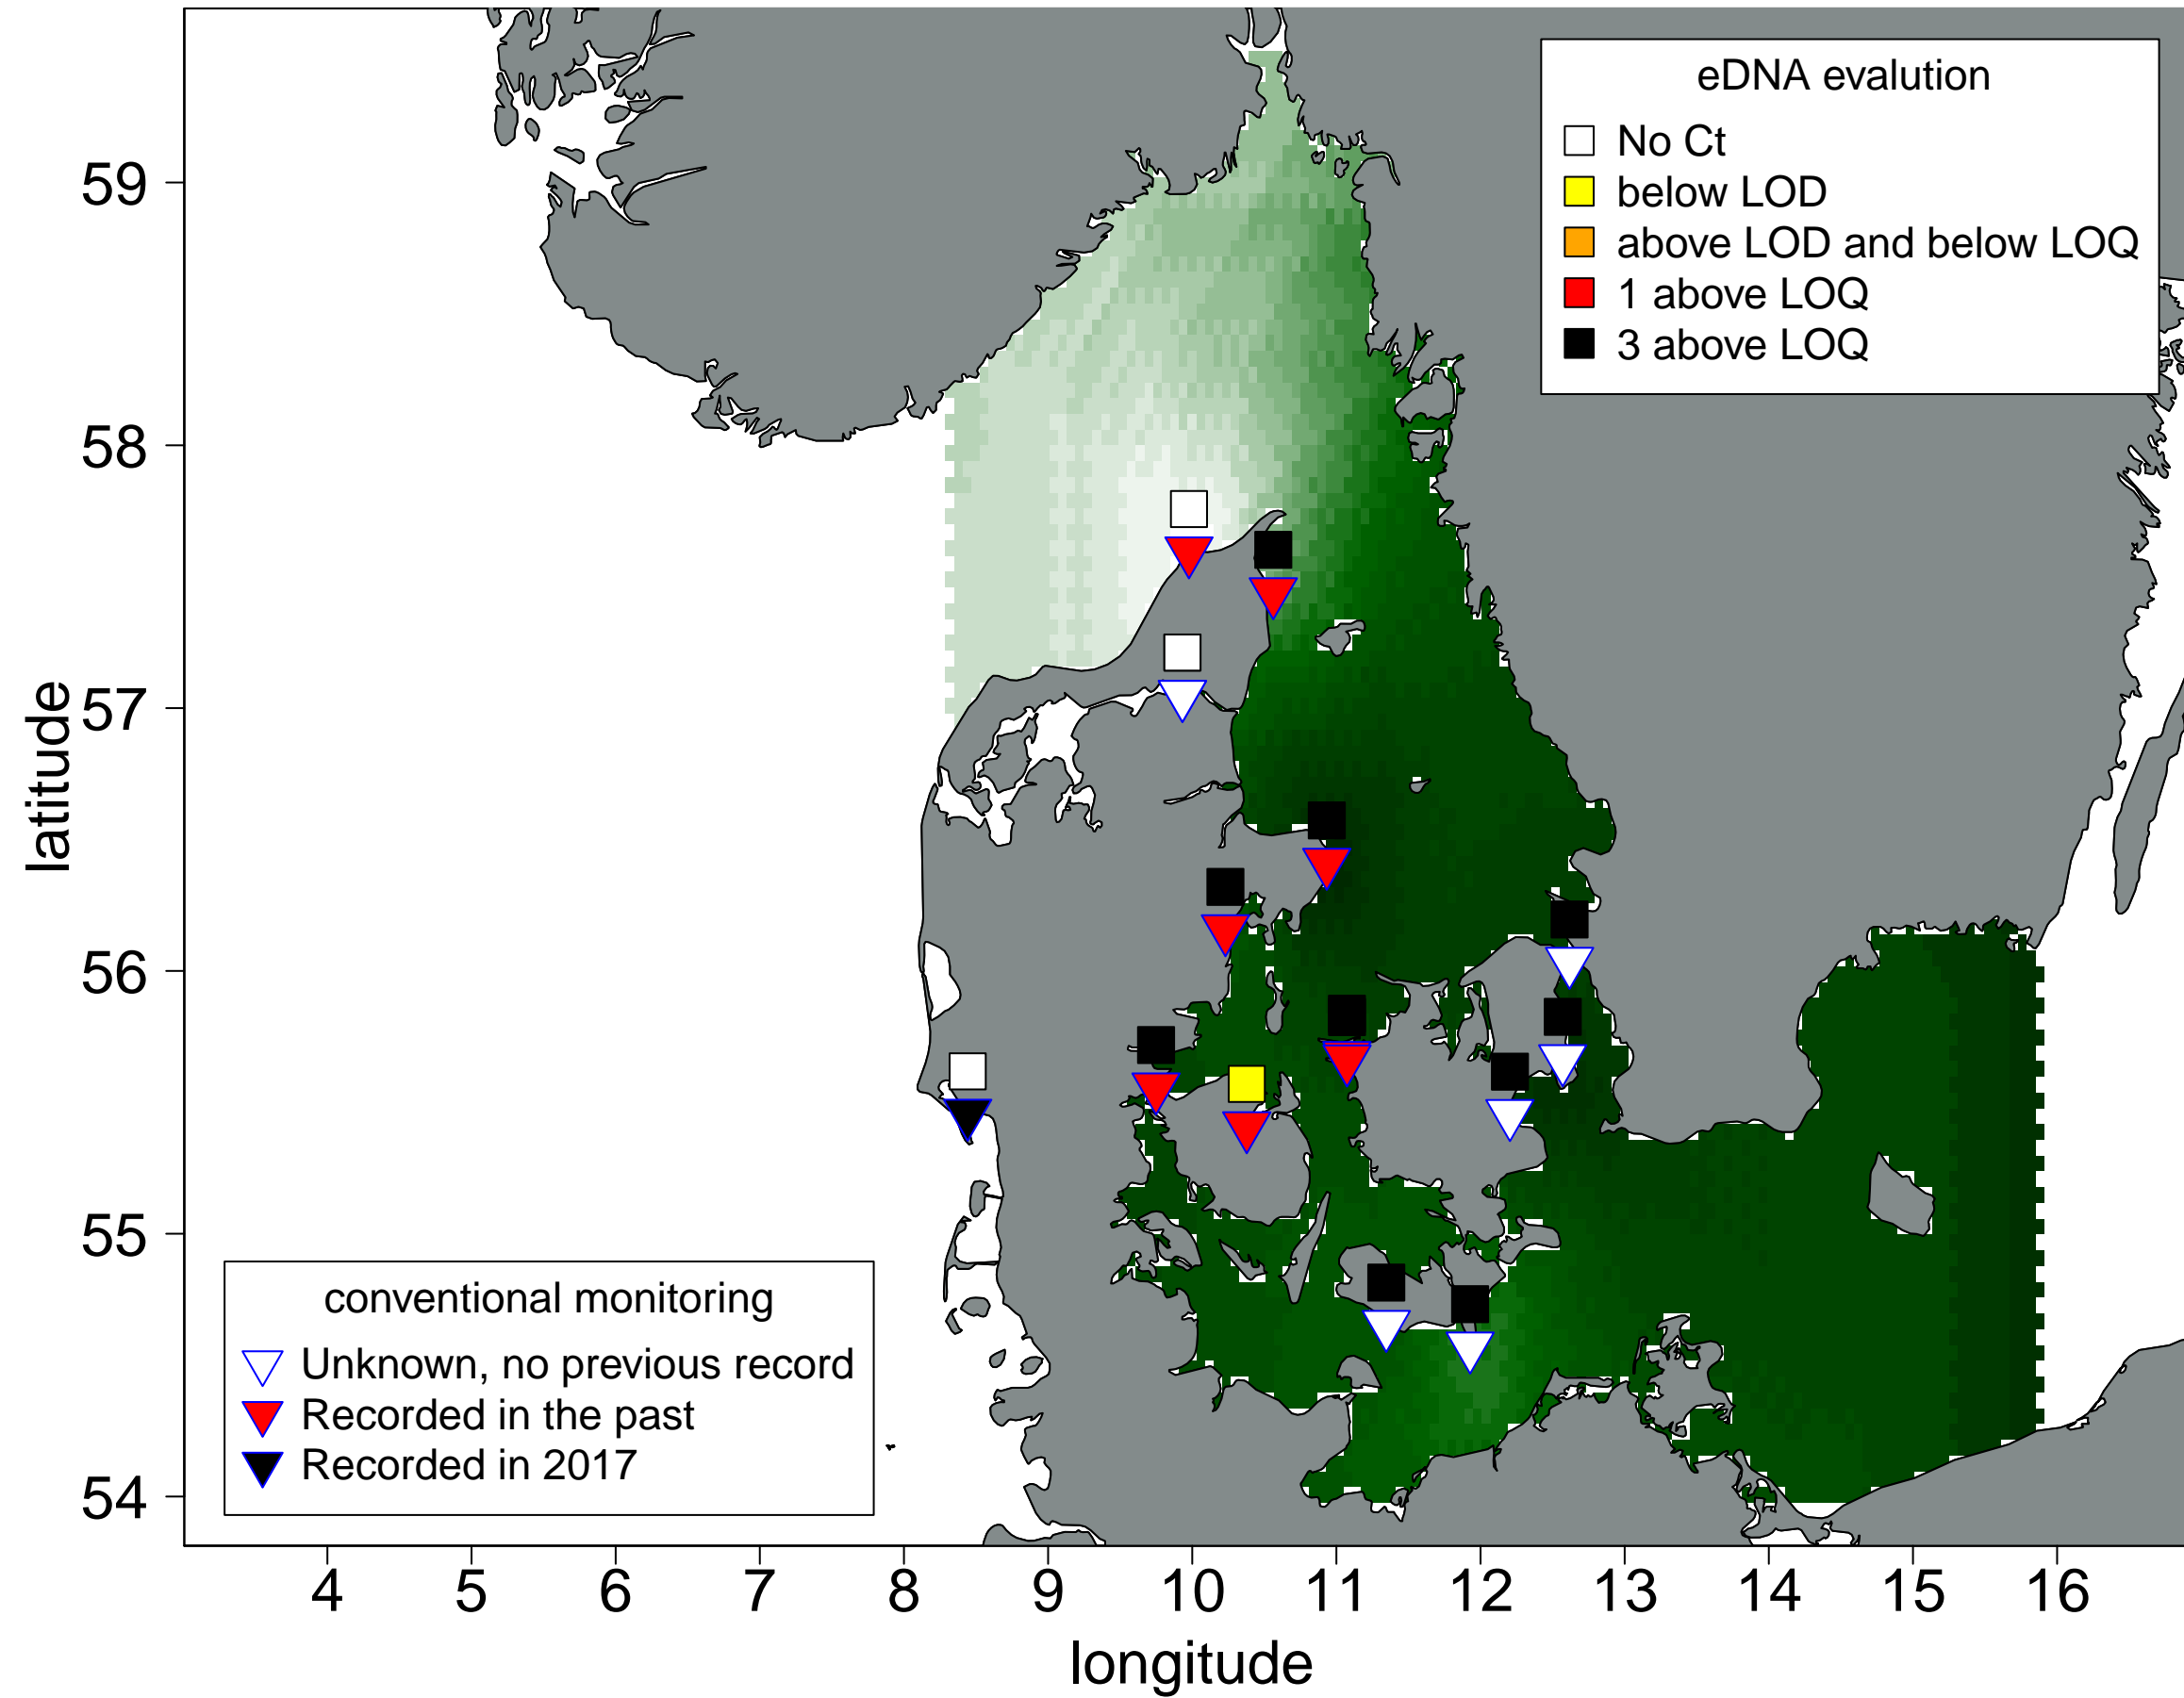 eDNA evalution
No Ct
below LOD
above LOD and below LOQ
1 above LOQ
3 above LOQ
59
58
57
56
55
54
latitude
conventional monitoring
Unknown, no previous record
Recorded in the past
Recorded in 2017
4 5 6 7 8 9 10 11 12 13 14 15 16
longitude